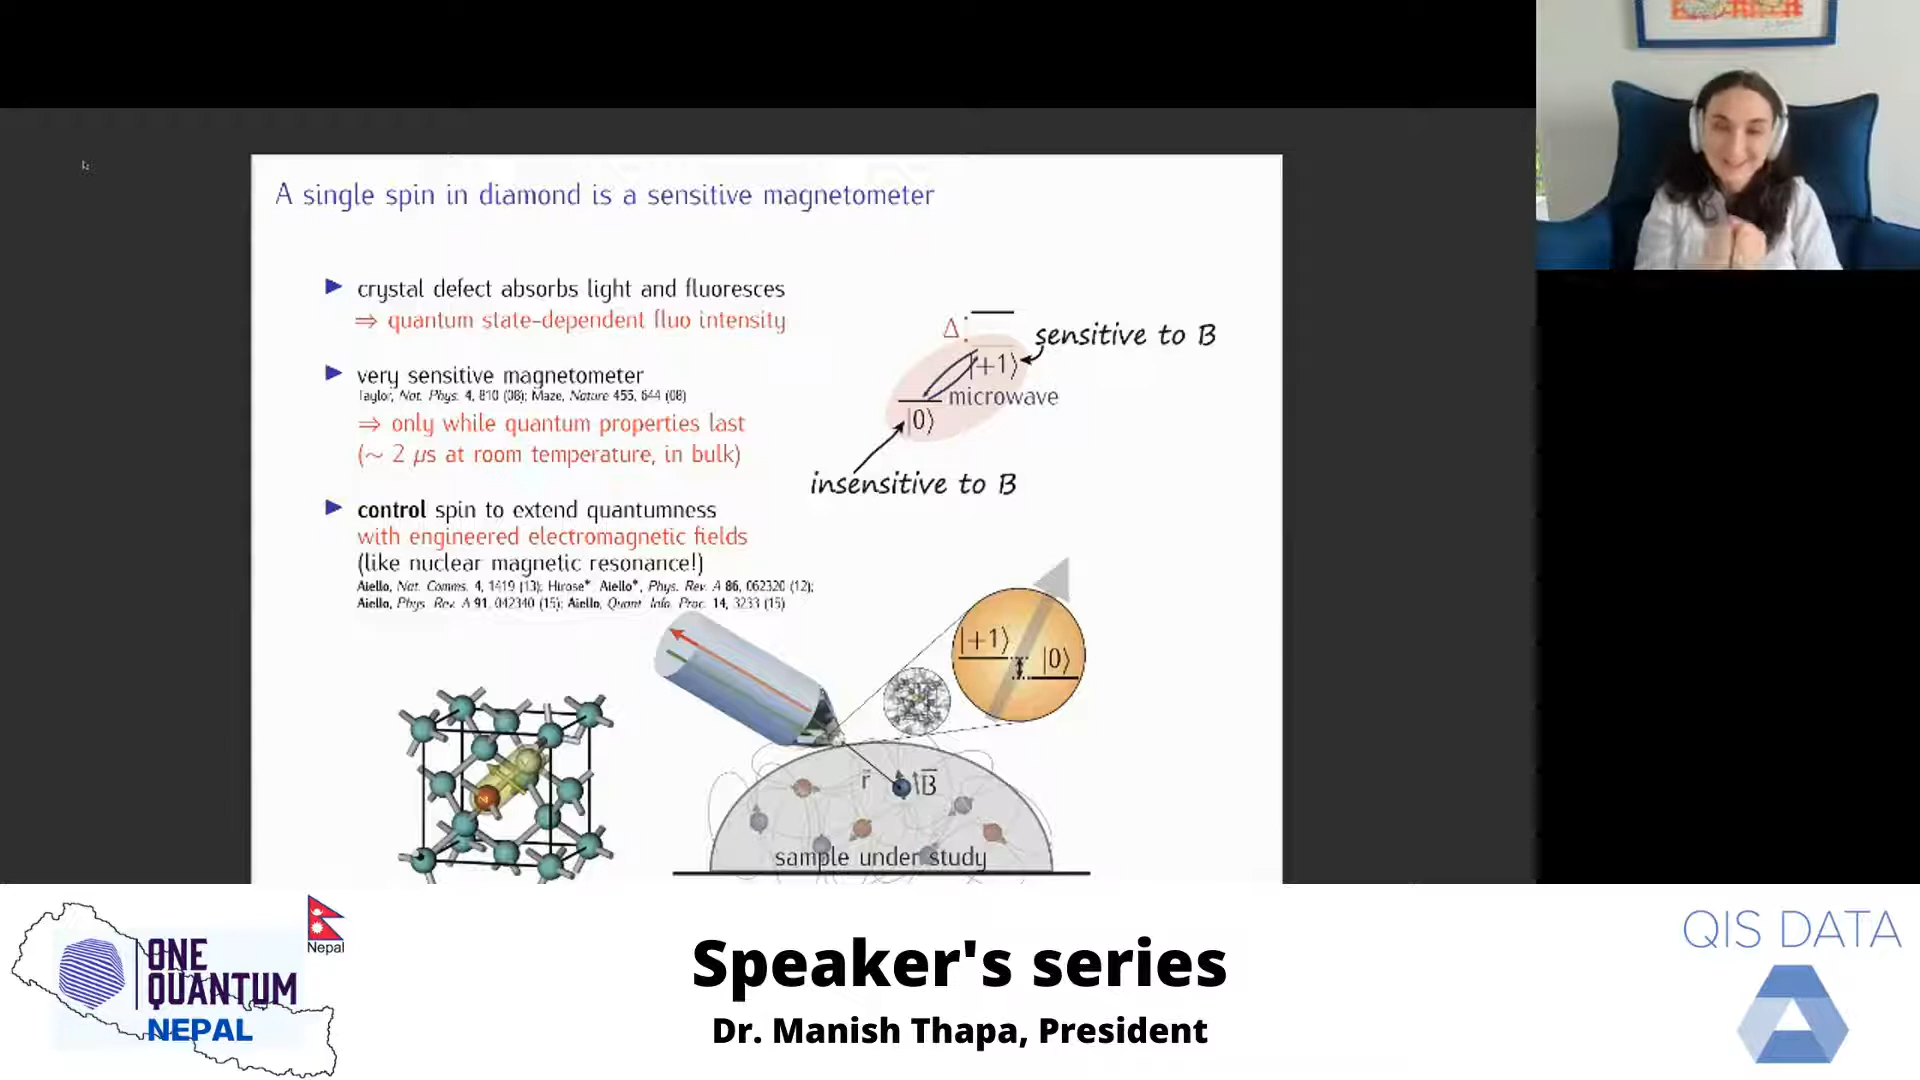 A single spin in diamond is a sensitive magnetometer
► crystal defect absorbs light and fluoresces
⇒ quantum state-dependent fluo intensity
► very sensitive magnetometer
Taylor, Nat. Phys. 4, 810 (08); Maze, Nature 455, 644 (08)
⇒ only while quantum properties last
(~ 2 μs at room temperature, in bulk)
► control spin to extend quantumness
with engineered electromagnetic fields
(like nuclear magnetic resonance!)
Aiello, Nat. Comms. 4, 1419 (13); Hirose*, Aiello*, Phys. Rev. A 86, 062320 (12);
Aiello, Phys. Rev. A 91, 042340 (15); Aiello, Quant. Info. Proc. 14, 3233 (15)
Δ
sensitive to B
|+1⟩
microwave
|0⟩
insensitive to B
|+1⟩
|0⟩
r̄
B̄
N
sample under study
ONE
QUANTUM
NEPAL
Nepal
Speaker's series
Dr. Manish Thapa, President
QIS DATA